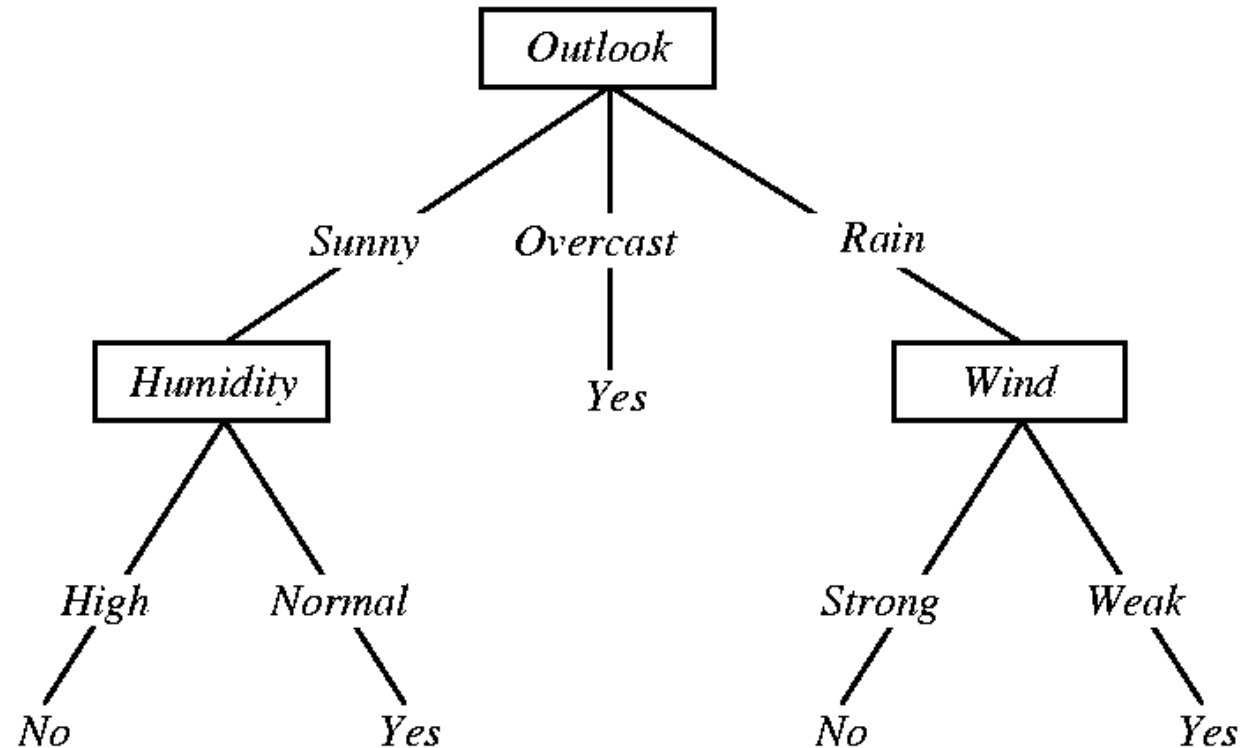 Outlook
Sunny Overcast Rain
Humidity Yes Wind
High Normal Strong Weak
No Yes No Yes